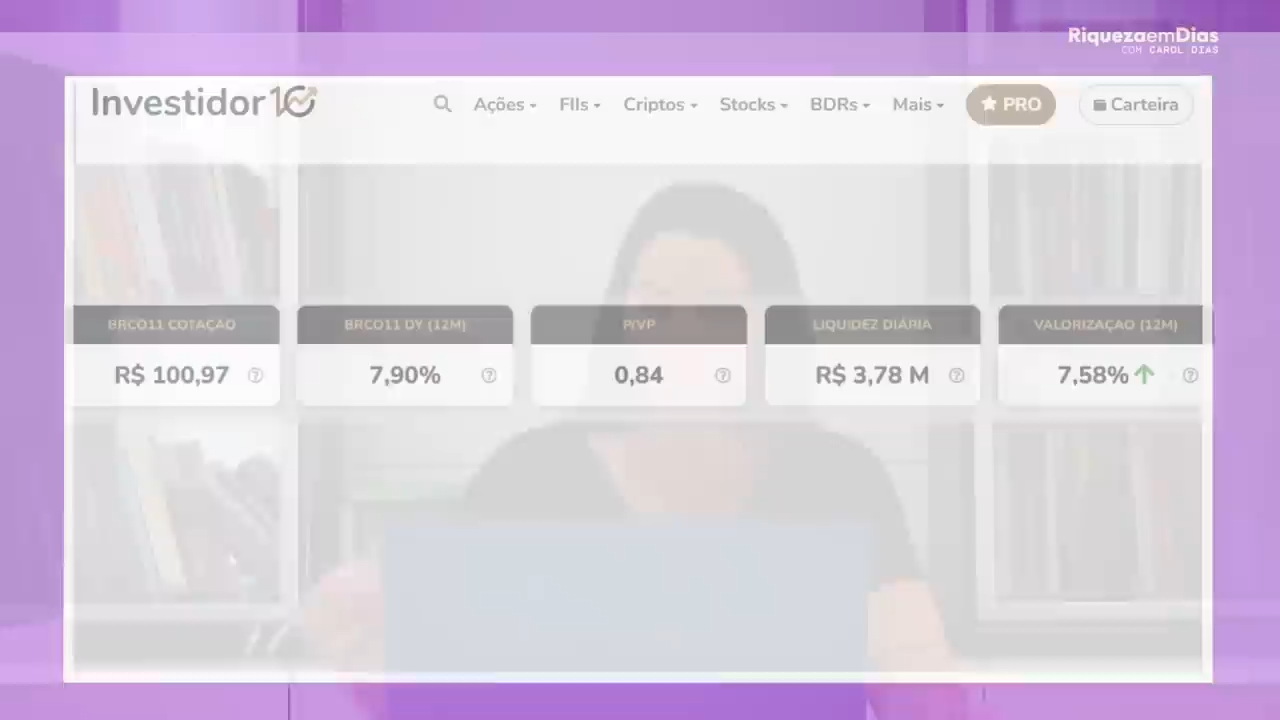 RiquezaemDias
COM CAROL DIAS
Investidor10
Ações
FIIs
Criptos
Stocks
BDRs
Mais
PRO
Carteira
BRCO11 COTAÇÃO
R$ 100,97
BRCO11 DY (12M)
7,90%
P/VP
0,84
LIQUIDEZ DIÁRIA
R$ 3,78 M
VALORIZAÇÃO (12M)
7,58%